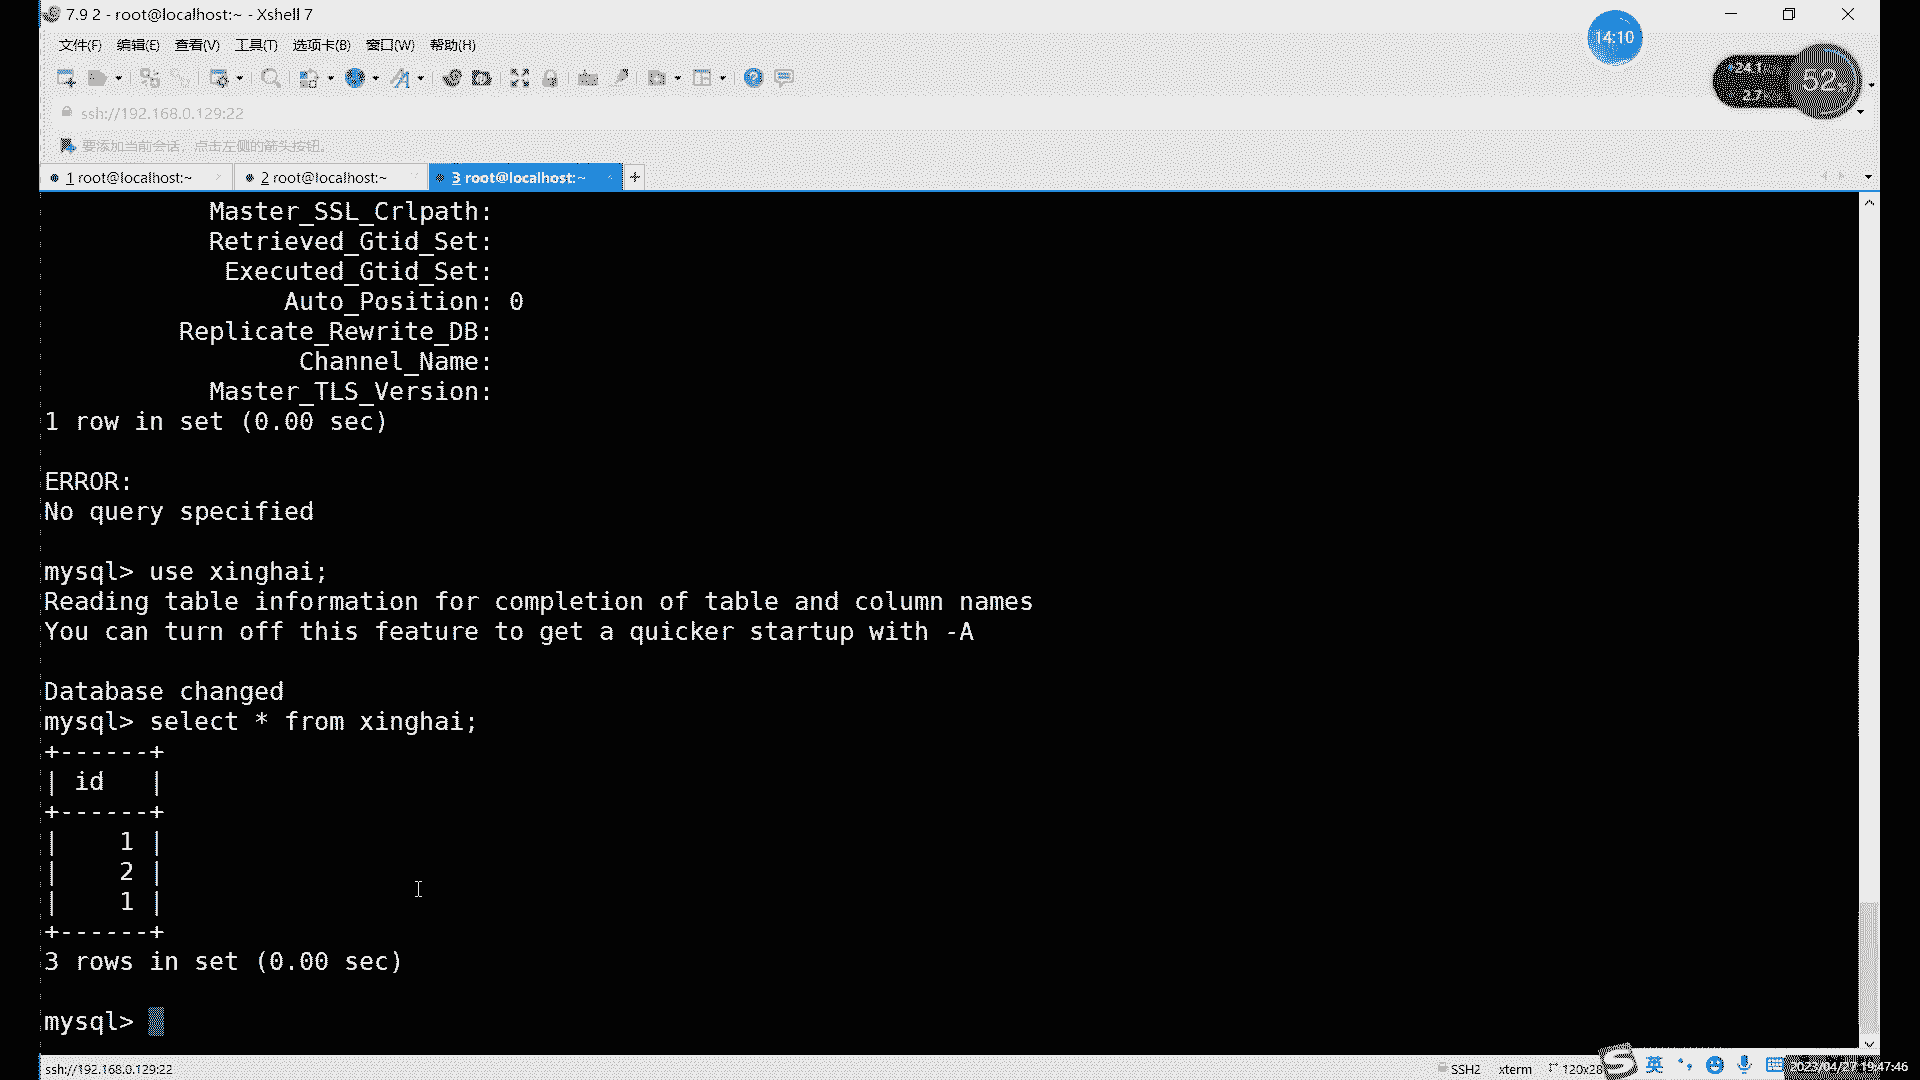 7.9 2 - root@localhost:~ - Xshell 7
14:10
文件(F) 编辑(E) 查看(V) 工具(T) 选项卡(B) 窗口(W) 帮助(H)
52
ssh://192.168.0.129:22
要添加当前会话，点击左侧的箭头按钮。
1 root@localhost:~ 2 root@localhost:~ 3 root@localhost:~ +
Master_SSL_Crlpath:
Retrieved_Gtid_Set:
Executed_Gtid_Set:
Auto_Position: 0
Replicate_Rewrite_DB:
Channel_Name:
Master_TLS_Version:
1 row in set (0.00 sec)
ERROR:
No query specified
mysql> use xinghai;
Reading table information for completion of table and column names
You can turn off this feature to get a quicker startup with -A
Database changed
mysql> select * from xinghai;
+------+
| id   |
+------+
|    1 |
|    2 |
|    1 |
+------+
3 rows in set (0.00 sec)
mysql>
ssh://192.168.0.129:22 SSH2 xterm 120x28 英 2023/04/27 19:47:46